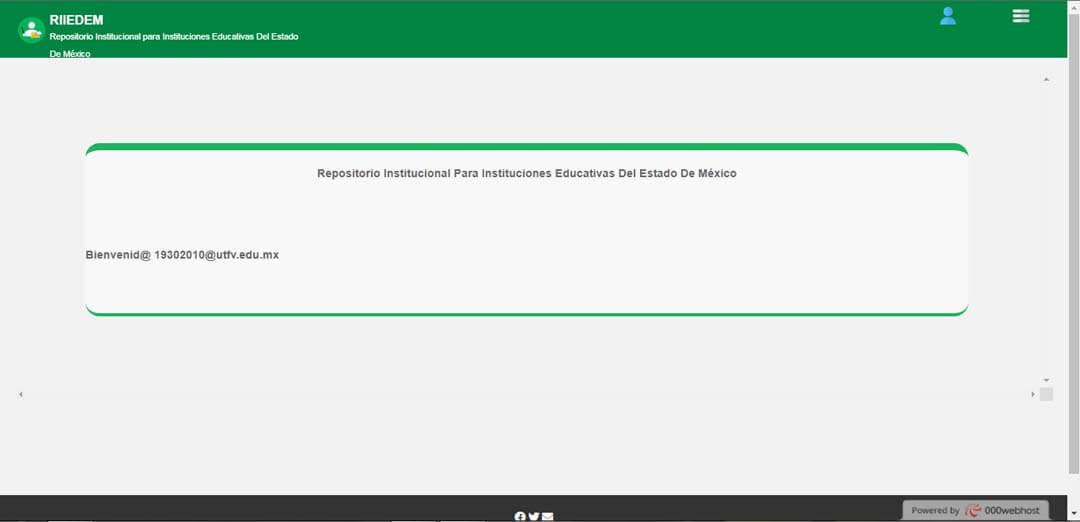 RIIEDEM
Repositorio Institucional para Instituciones Educativas Del Estado
De México
Repositorio Institucional Para Instituciones Educativas Del Estado De México
Bienvenid@ 19302010@utfv.edu.mx
Powered by 000webhost